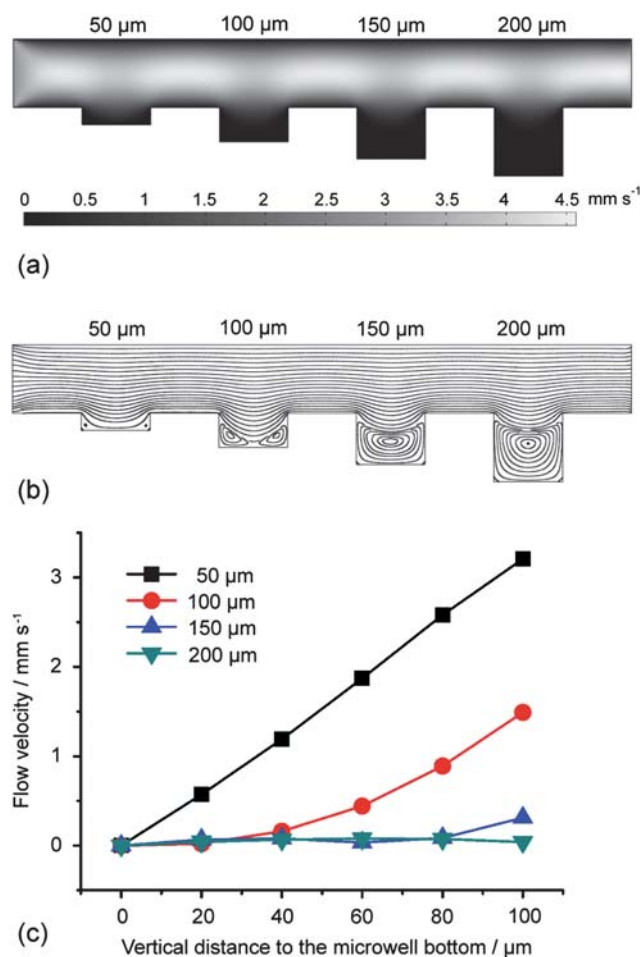 50 µm 100 µm 150 µm 200 µm
0 0.5 1 1.5 2 2.5 3 3.5 4 4.5 mm s⁻¹
(a)
50 µm 100 µm 150 µm 200 µm
(b)
Flow velocity / mm s⁻¹
3
2
1
0
50 µm
100 µm
150 µm
200 µm
0 20 40 60 80 100
Vertical distance to the microwell bottom / µm
(c)